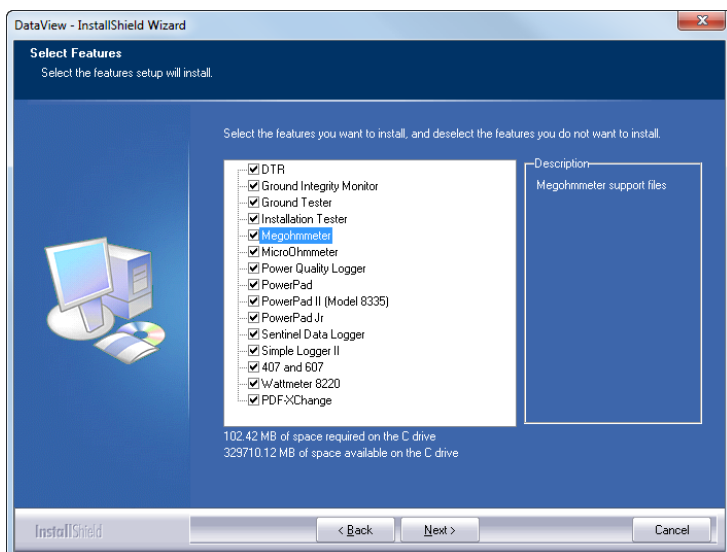 DataView - InstallShield Wizard
Select Features
Select the features setup will install.
Select the features you want to install, and deselect the features you do not want to install.
DTR
Ground Integrity Monitor
Ground Tester
Installation Tester
Megohmmeter
MicroOhmmeter
Power Quality Logger
PowerPad
PowerPad II (Model 8335)
PowerPad Jr
Sentinel Data Logger
Simple Logger II
407 and 607
Wattmeter 8220
PDF-XChange
Description
Megohmmeter support files
102.42 MB of space required on the C drive
329710.12 MB of space available on the C drive
InstallShield
< Back
Next >
Cancel